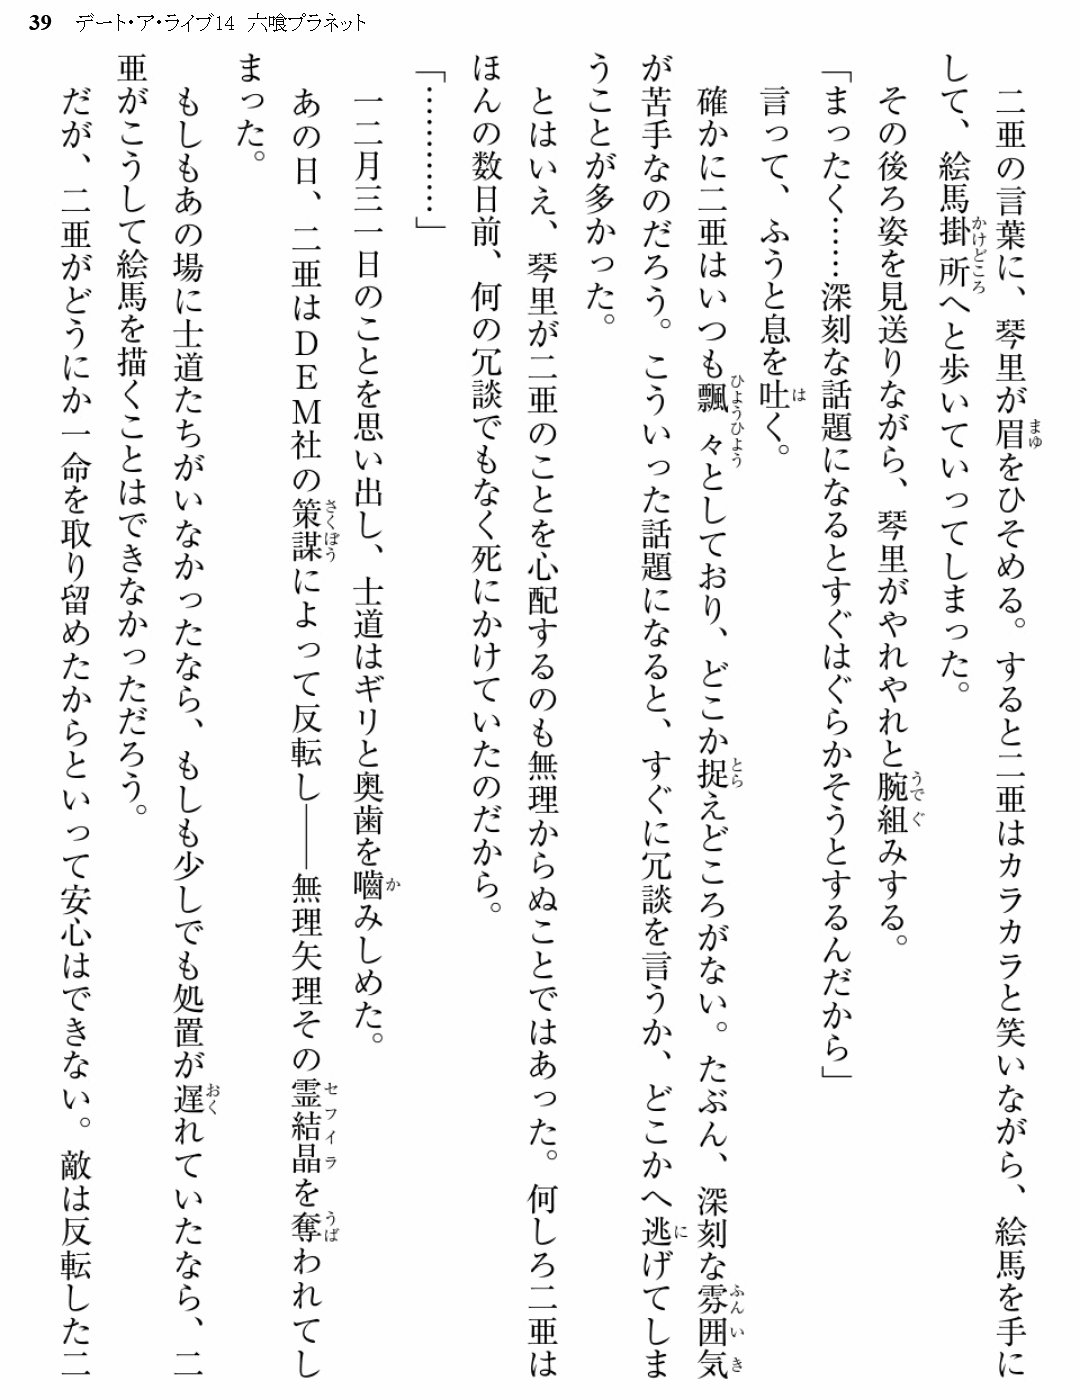 39 デート・ア・ライブ14 六喰プラネット
　二亜の言葉に、琴里が眉をひそめる。すると二亜はカラカラと笑いながら、絵馬を手に
して、絵馬掛所へと歩いていってしまった。
　その後ろ姿を見送りながら、琴里がやれやれと腕組みする。
「まったく……深刻な話題になるとすぐはぐらかそうとするんだから」
　言って、ふうと息を吐く。
　確かに二亜はいつも飄々としており、どこか捉えどころがない。たぶん、深刻な雰囲気
が苦手なのだろう。こういった話題になると、すぐに冗談を言うか、どこかへ逃げてしま
うことが多かった。
　とはいえ、琴里が二亜のことを心配するのも無理からぬことではあった。何しろ二亜は
ほんの数日前、何の冗談でもなく死にかけていたのだから。
「…………」
　一二月三一日のことを思い出し、士道はギリと奥歯を嚙みしめた。
　あの日、二亜はＤＥＭ社の策謀によって反転し――無理矢理その霊結晶を奪われてし
まった。
　もしもあの場に士道たちがいなかったなら、もしも少しでも処置が遅れていたなら、二
亜がこうして絵馬を描くことはできなかっただろう。
　だが、二亜がどうにか一命を取り留めたからといって安心はできない。敵は反転した二